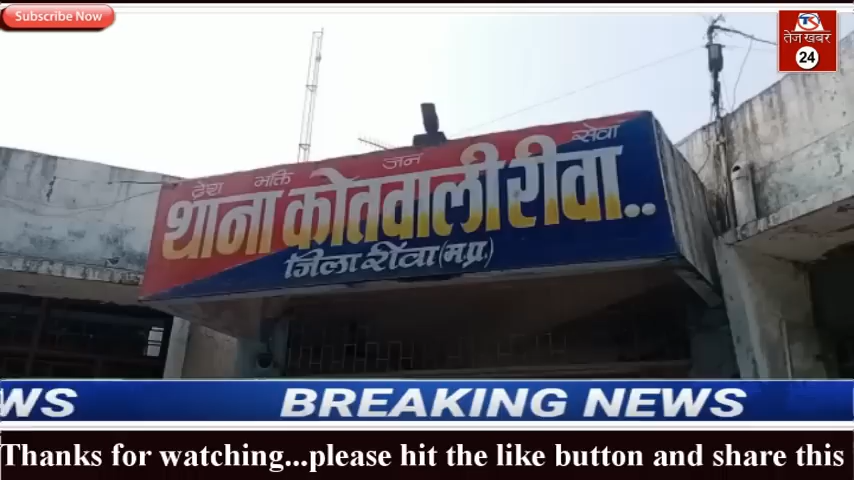 Subscribe Now
तेज खबर
24
देश भक्ति जन सेवा
थाना कोतवाली रीवा..
जिला रीवा (म.प्र.)
WS BREAKING NEWS
Thanks for watching...please hit the like button and share this